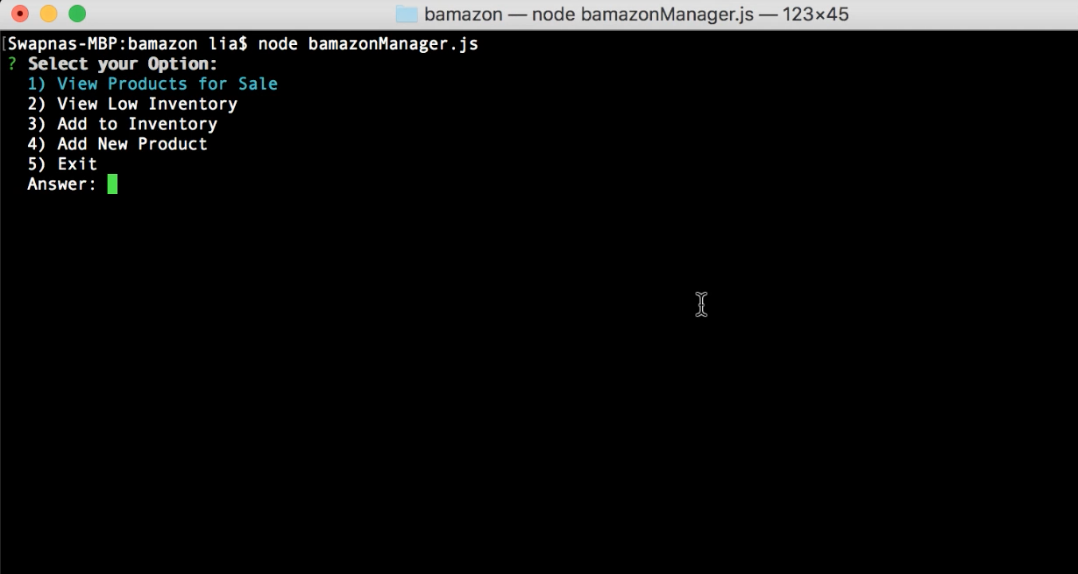 bamazon — node bamazonManager.js — 123×45
[Swapnas-MBP:bamazon lia$ node bamazonManager.js
? Select your Option:
1) View Products for Sale
2) View Low Inventory
3) Add to Inventory
4) Add New Product
5) Exit
Answer: